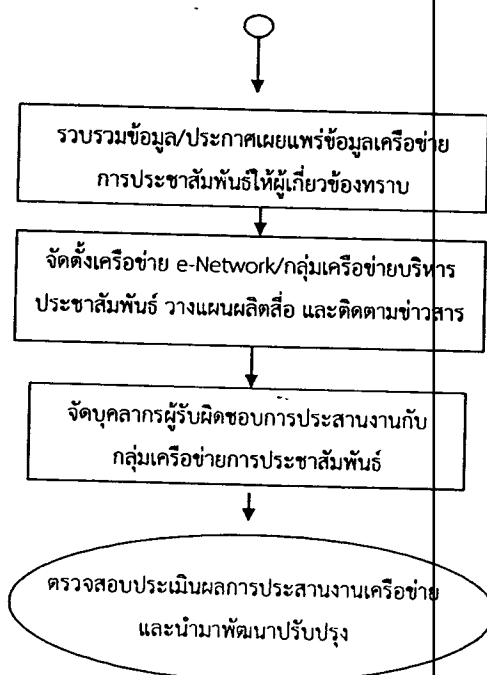 รวบรวมข้อมูล/ประกาศเผยแพร่ข้อมูลเครือข่าย
การประชาสัมพันธ์ให้ผู้เกี่ยวข้องทราบ
จัดตั้งเครือข่าย e-Network/กลุ่มเครือข่ายบริหาร
ประชาสัมพันธ์ วางแผนผลิตสื่อ และติดตามข่าวสาร
จัดบุคลากรผู้รับผิดชอบการประสานงานกับ
กลุ่มเครือข่ายการประชาสัมพันธ์
ตรวจสอบประเมินผลการประสานงานเครือข่าย
และนำมาพัฒนาปรับปรุง